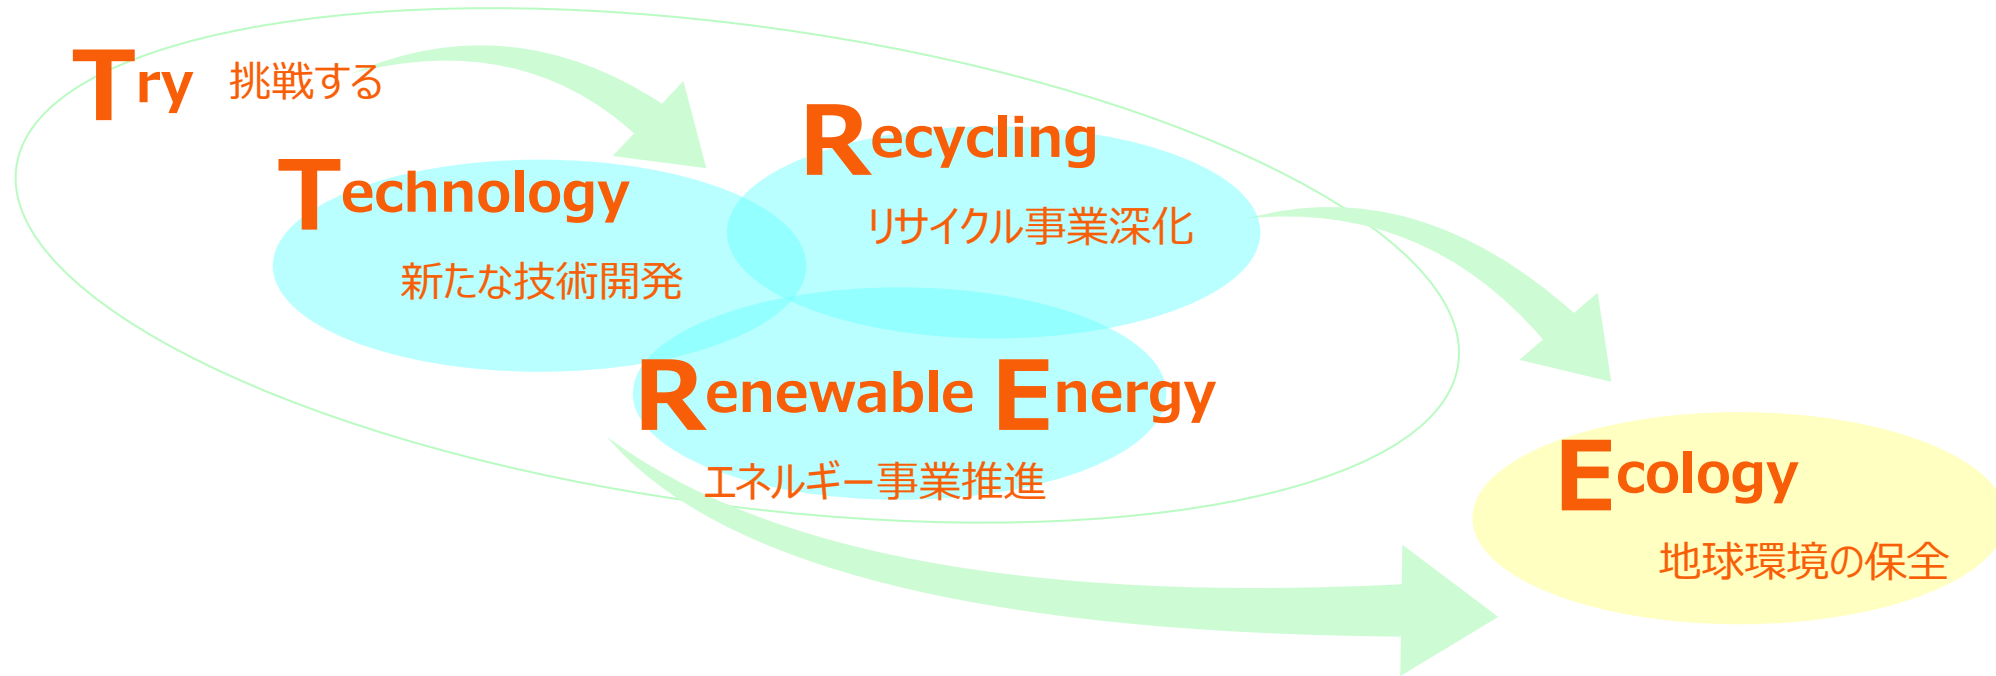 Try 挑戦する
Recycling
リサイクル事業深化
Technology
新たな技術開発
Renewable Energy
エネルギー事業推進
Ecology
地球環境の保全